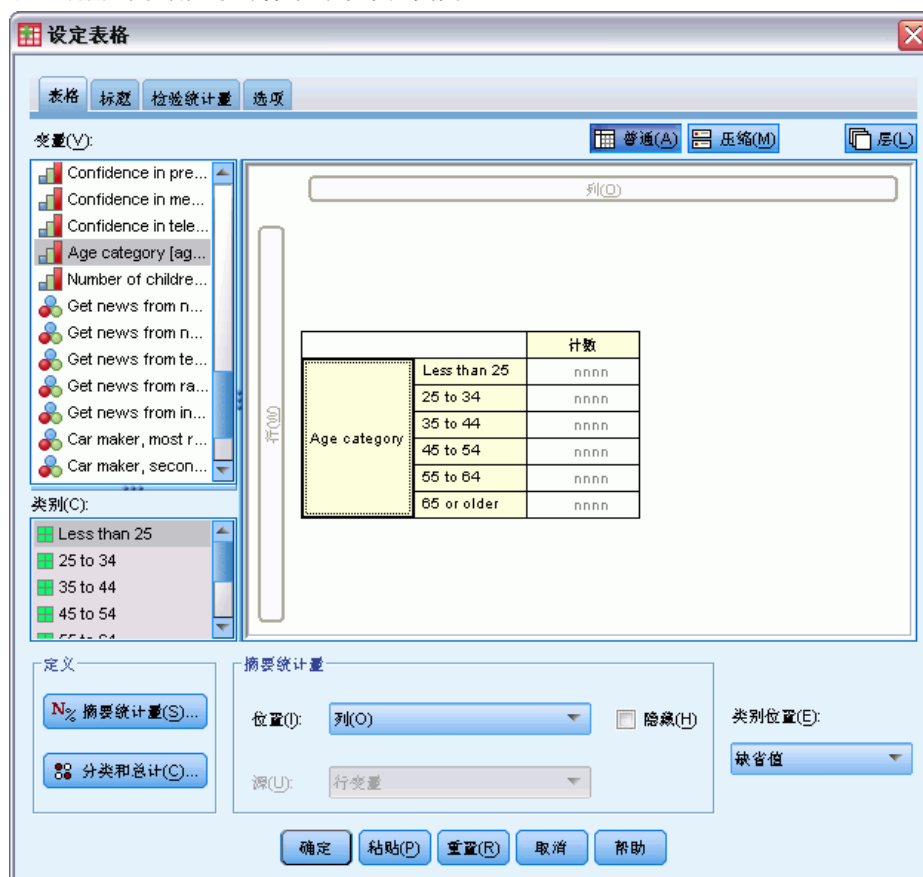 设定表格
表格 标题 检验统计量 选项
变量(V):
普通(A) 压缩(M) 层(L)
Confidence in pre...
Confidence in me...
Confidence in tele...
Age category [ag...
Number of childre...
Get news from n...
Get news from n...
Get news from te...
Get news from ra...
Get news from in...
Car maker, most r...
Car maker, secon...
类别(C):
Less than 25
25 to 34
35 to 44
45 to 54
列(O)
行(W)
计数
Age category
Less than 25 nnnn
25 to 34 nnnn
35 to 44 nnnn
45 to 54 nnnn
55 to 64 nnnn
65 or older nnnn
定义
N% 摘要统计量(S)...
分类和总计(C)...
摘要统计量
位置(I): 列(O) 隐藏(H)
源(U): 行变量
类别位置(E):
缺省值
确定 粘贴(P) 重置(R) 取消 帮助